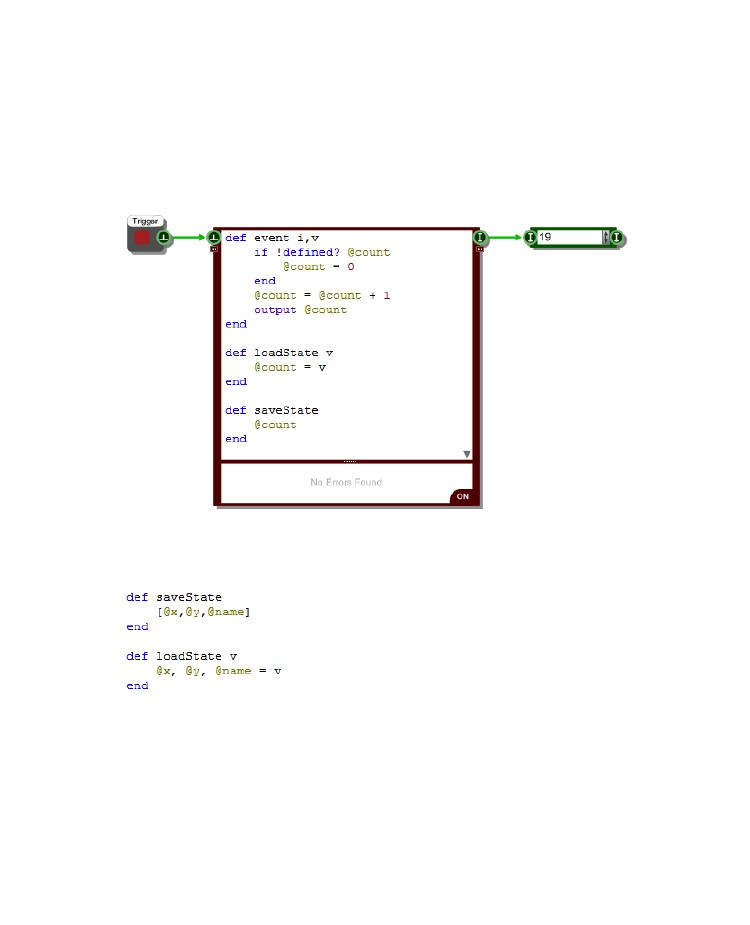 Trigger
def event i,v
19
if !defined? @count
@count = 0
end
@count = @count + 1
output @count
end
def loadState v
@count = v
end
def saveState
@count
end
No Errors Found
ON
def saveState
[@x,@y,@name]
end
def loadState v
@x, @y, @name = v
end